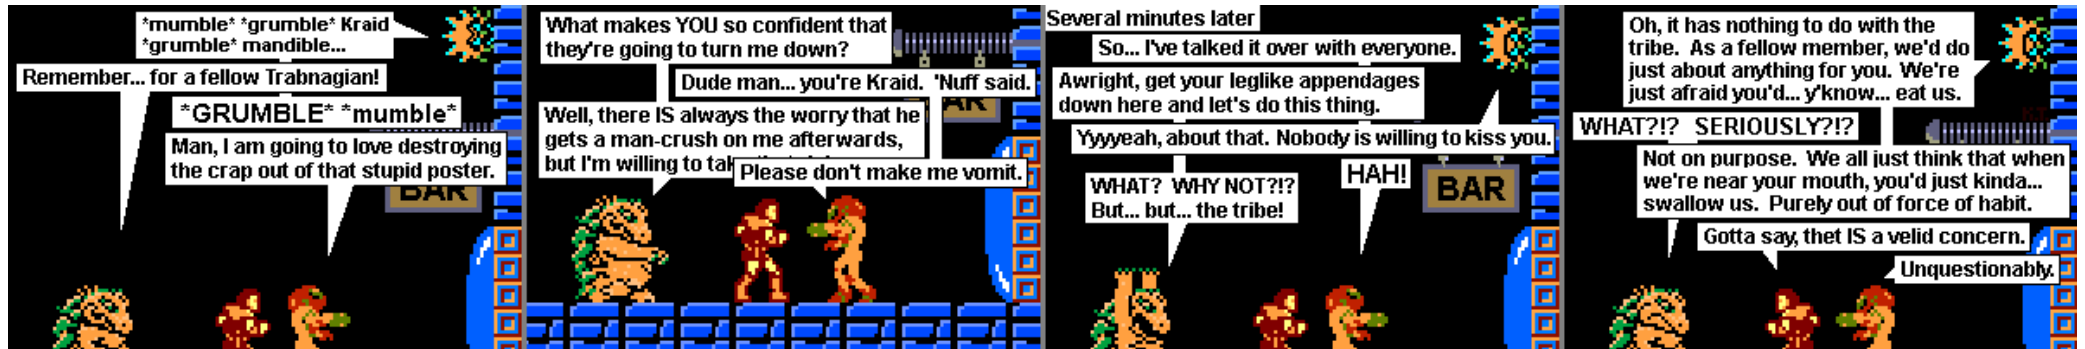 *mumble* *grumble* Kraid
*grumble* mandible...
Remember... for a fellow Trabnagian!
*GRUMBLE* *mumble*
Man, I am going to love destroying
the crap out of that stupid poster.
BAR
What makes YOU so confident that
they're going to turn me down?
Dude man... you're Kraid. 'Nuff said.
Well, there IS always the worry that he
gets a man-crush on me afterwards,
but I'm willing to
Please don't make me vomit.
BAR
Several minutes later
So... I've talked it over with everyone.
Awright, get your leglike appendages
down here and let's do this thing.
Yyyyeah, about that. Nobody is willing to kiss you.
WHAT? WHY NOT?!?
But... but... the tribe!
HAH!
BAR
Oh, it has nothing to do with the
tribe. As a fellow member, we'd do
just about anything for you. We're
just afraid you'd... y'know... eat us.
WHAT?!? SERIOUSLY?!?
Not on purpose. We all just think that when
we're near your mouth, you'd just kinda...
swallow us. Purely out of force of habit.
Gotta say, thet IS a velid concern.
Unquestionably.